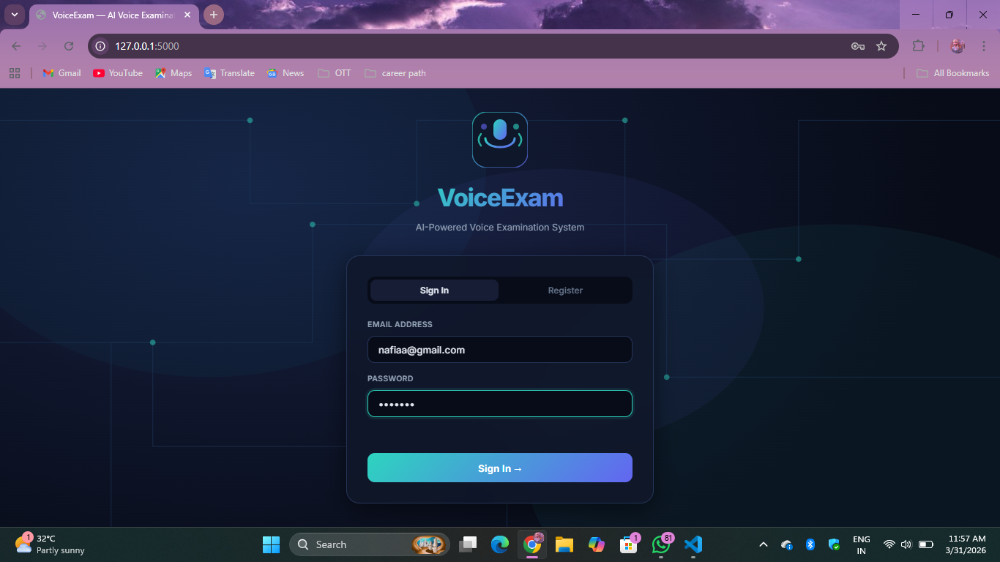 VoiceExam — AI Voice Examina
127.0.0.1:5000
Gmail
YouTube
Maps
Translate
News
OTT
career path
All Bookmarks
VoiceExam
AI-Powered Voice Examination System
Sign In
Register
EMAIL ADDRESS
nafiaa@gmail.com
PASSWORD
•••••••
Sign In →
1
32°C
Partly sunny
Search
1
81
ENG
IN
11:57 AM
3/31/2026